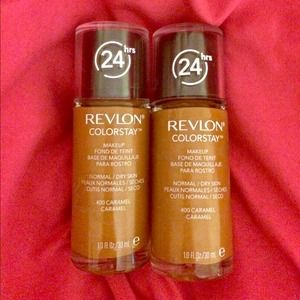 24 hrs
REVLON
COLORSTAY™
MAKEUP
FOND DE TEINT
BASE DE MAQUILLAJE
PARA ROSTRO
NORMAL / DRY SKIN
PEAUX NORMALES / SÈCHES
CUTIS NORMAL / SECO
400 CARAMEL
CARAMEL
1.0 fl oz / 30 mL
24 hrs
REVLON
COLORSTAY™
MAKEUP
FOND DE TEINT
BASE DE MAQUILLAJE
PARA ROSTRO
NORMAL / DRY SKIN
PEAUX NORMALES / SÈCHES
CUTIS NORMAL / SECO
400 CARAMEL
CARAMEL
1.0 fl oz / 30 mL